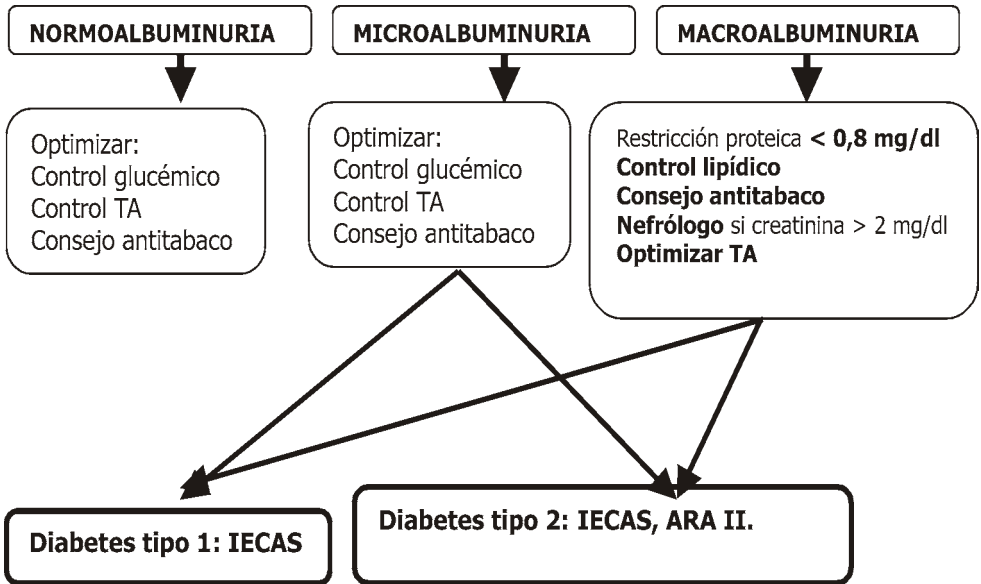 NORMOALBUMINURIA
MICROALBUMINURIA
MACROALBUMINURIA
Optimizar:
Control glucémico
Control TA
Consejo antitabaco
Optimizar:
Control glucémico
Control TA
Consejo antitabaco
Restricción proteica < 0,8 mg/dl
Control lipídico
Consejo antitabaco
Nefrólogo si creatinina > 2 mg/dl
Optimizar TA
Diabetes tipo 1: IECAS
Diabetes tipo 2: IECAS, ARA II.